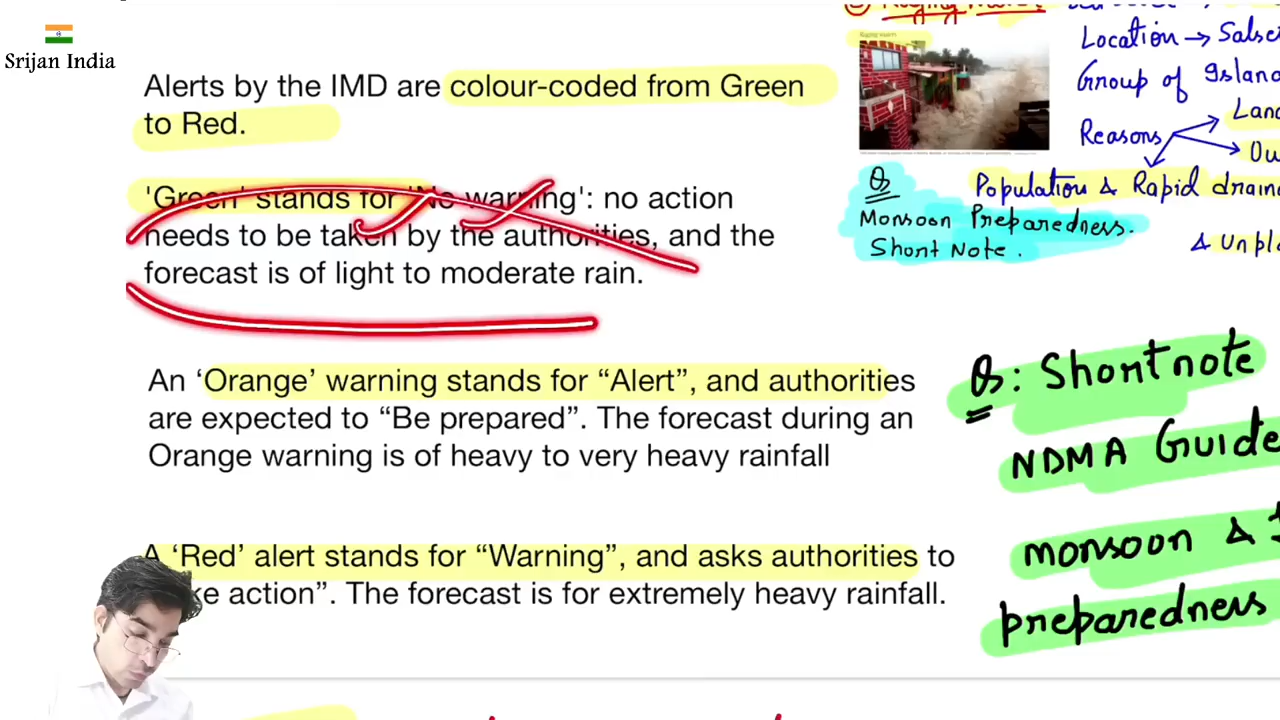 Srijan India
Alerts by the IMD are colour-coded from Green
to Red.
'Green' stands for 'No warning': no action
needs to be taken by the authorities, and the
forecast is of light to moderate rain.
An ‘Orange’ warning stands for “Alert”, and authorities
are expected to “Be prepared”. The forecast during an
Orange warning is of heavy to very heavy rainfall
A ‘Red’ alert stands for “Warning”, and asks authorities to
action”. The forecast is for extremely heavy rainfall.
Location → Salse
Group of Island
Reasons
Land
Ou
Population & Rapid draina
& Unpla
Q
Monsoon Preparedness.
Short Note.
Q: Short note
NDMA Guide
monsoon &
preparedness